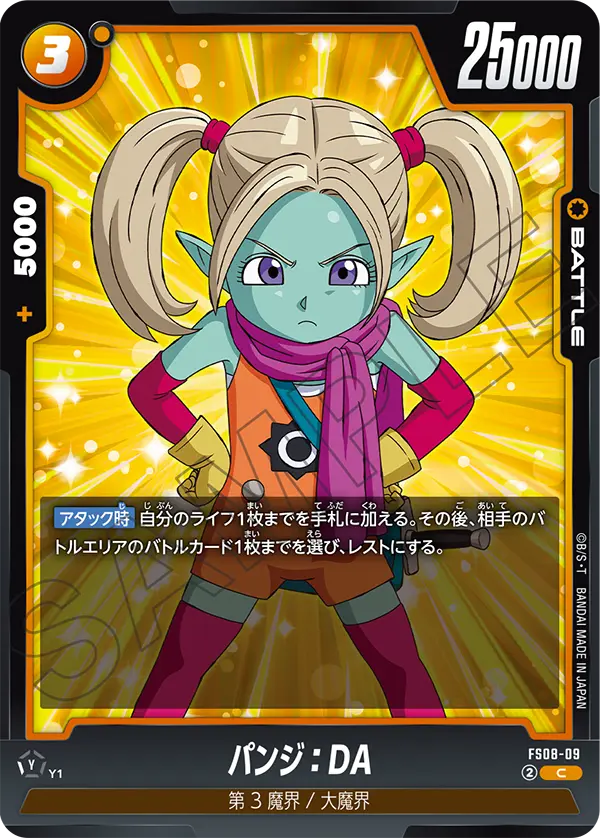 3
25000
+ 5000
BATTLE
SAMPLE
アタック時 自分のライフ1枚までを手札に加える。その後、相手のバ
トルエリアのバトルカード1枚までを選び、レストにする。
©B/S・T BANDAI MADE IN JAPAN
Y Y1
パンジ：DA
FS08-09
② C
第3魔界 / 大魔界